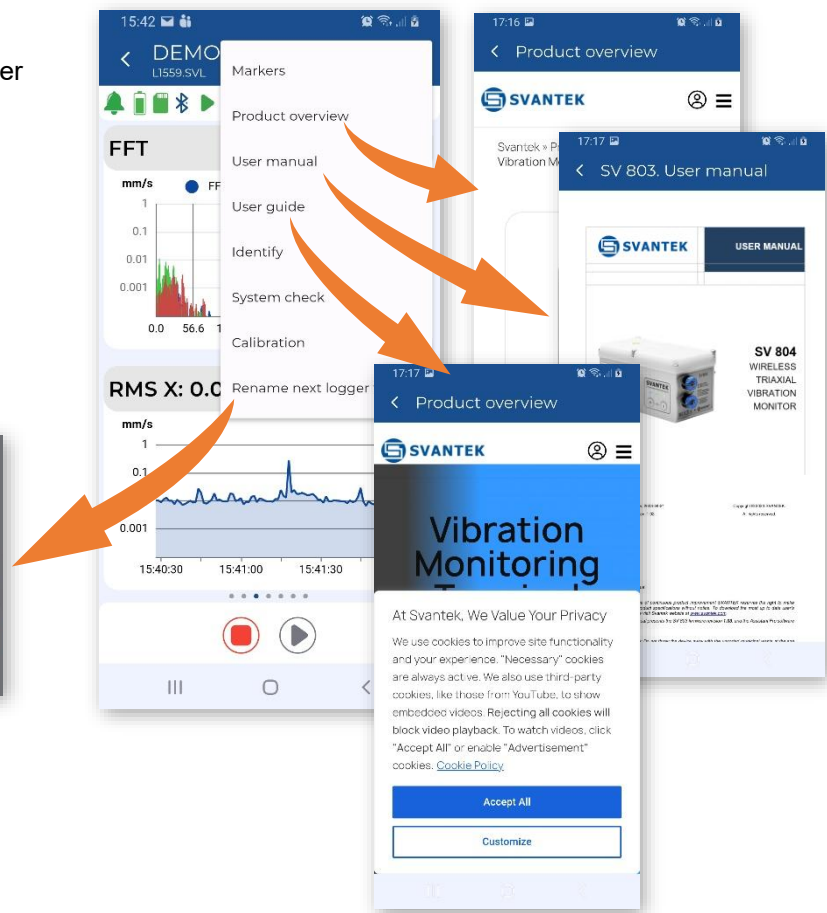 er
15:42
DEMO
L1559.SVL
Markers
Product overview
User manual
User guide
Identify
System check
Calibration
Rename next logger
FFT
mm/s
FF
1
0.1
0.01
0.001
0.0 56.6 1
RMS X: 0.0
mm/s
1
0.1
0.001
15:40:30 15:41:00 15:41:30
17:16
Product overview
SVANTEK
Svantek » P
Vibration M
17:17
SV 803. User manual
SVANTEK
USER MANUAL
SVANTEK
SV 804
WIRELESS
TRIAXIAL
VIBRATION
MONITOR
17:17
Product overview
SVANTEK
Vibration
Monitoring
At Svantek, We Value Your Privacy
We use cookies to improve site functionality
and your experience. "Necessary" cookies
are always active. We also use third-party
cookies, like those from YouTube, to show
embedded videos. Rejecting all cookies will
block video playback. To watch videos, click
"Accept All" or enable "Advertisement"
cookies. Cookie Policy
Accept All
Customize